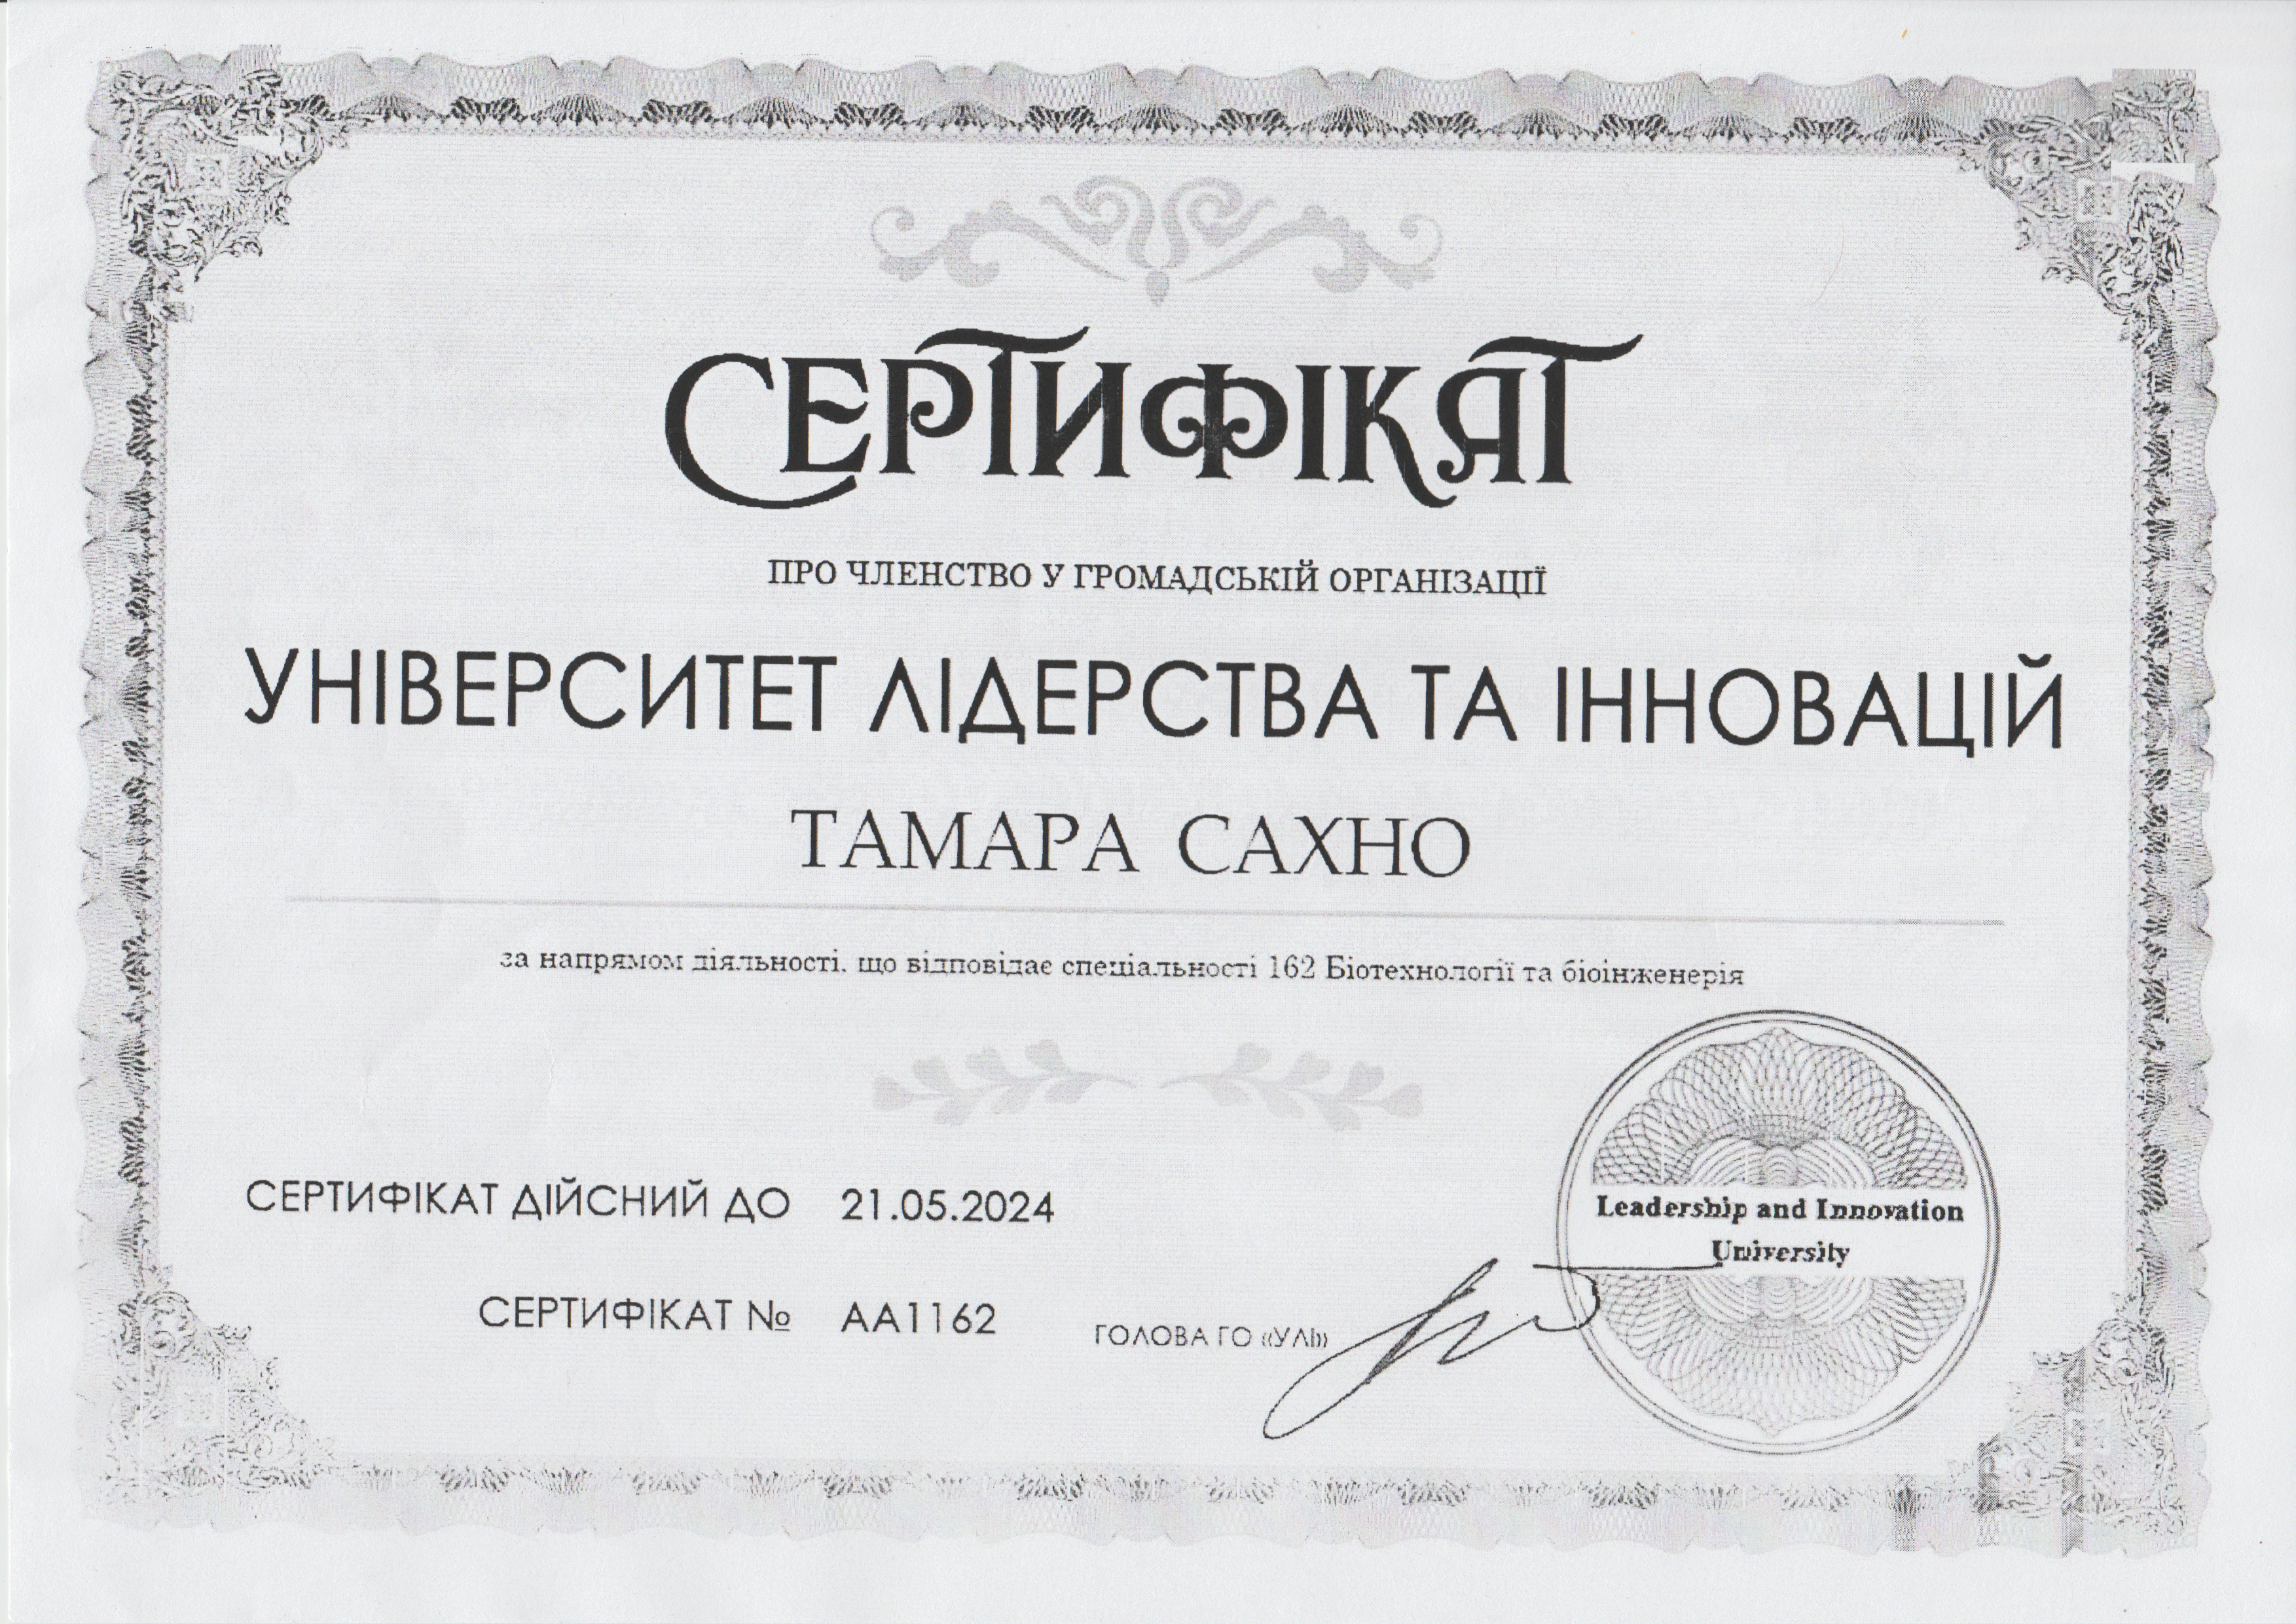 СЕРТИФІКАТ
ПРО ЧЛЕНСТВО У ГРОМАДСЬКІЙ ОРГАНІЗАЦІЇ
УНІВЕРСИТЕТ ЛІДЕРСТВА ТА ІННОВАЦІЙ
ТАМАРА САХНО
за напрямом діяльності, що відповідає спеціальності 162 Біотехнології та біоінженерія
СЕРТИФІКАТ ДІЙСНИЙ ДО 21.05.2024
Leadership and Innovation
University
СЕРТИФІКАТ № АА1162
ГОЛОВА ГО «УЛІ»